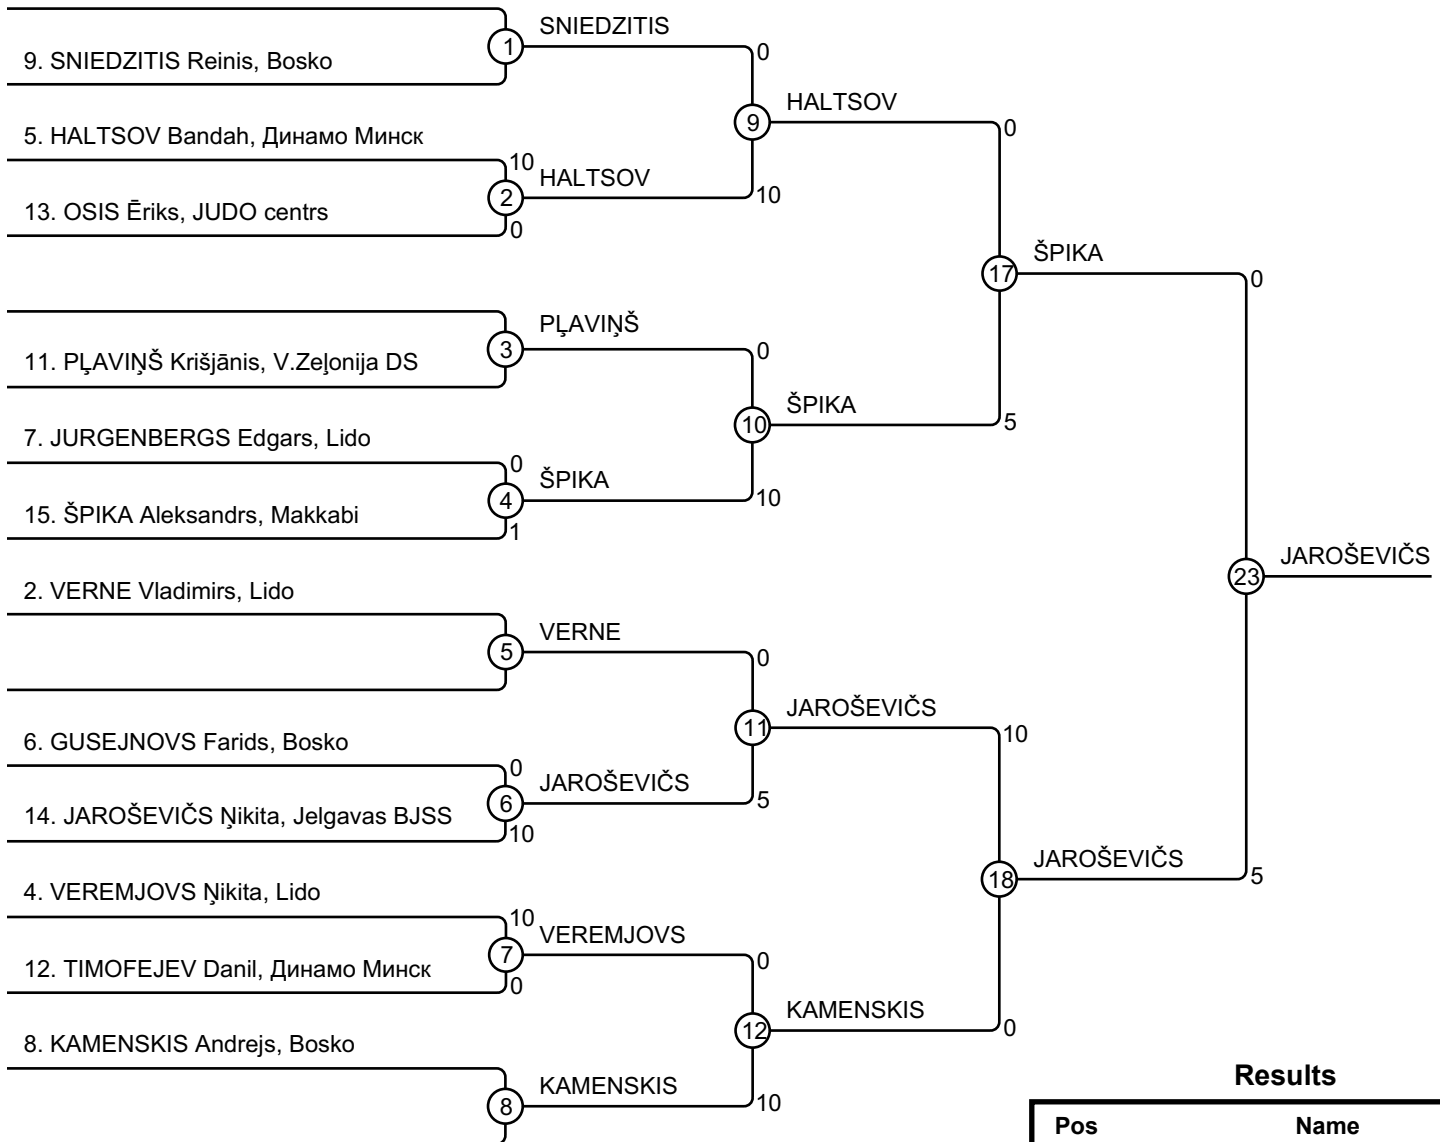 SNIEDZITIS
1
9. SNIEDZITIS Reinis, Bosko
0
HALTSOV
9
5. HALTSOV Bandah, Динамо Минск
0
10
HALTSOV
2
10
13. OSIS Ēriks, JUDO centrs
0
ŠPIKA
17
0
PĻAVIŅŠ
3
0
11. PĻAVIŅŠ Krišjānis, V.Zeļonija DS
ŠPIKA
10
5
7. JURGENBERGS Edgars, Lido
0
ŠPIKA
4
10
15. ŠPIKA Aleksandrs, Makkabi
1
JAROŠEVIČS
23
2. VERNE Vladimirs, Lido
VERNE
5
0
JAROŠEVIČS
11
10
6. GUSEJNOVS Farids, Bosko
0
JAROŠEVIČS
6
5
14. JAROŠEVIČS Ņikita, Jelgavas BJSS
10
JAROŠEVIČS
18
5
4. VEREMJOVS Ņikita, Lido
10
VEREMJOVS
7
0
12. TIMOFEJEV Danil, Динамо Минск
0
KAMENSKIS
12
0
8. KAMENSKIS Andrejs, Bosko
KAMENSKIS
8
10
Results
Pos Name